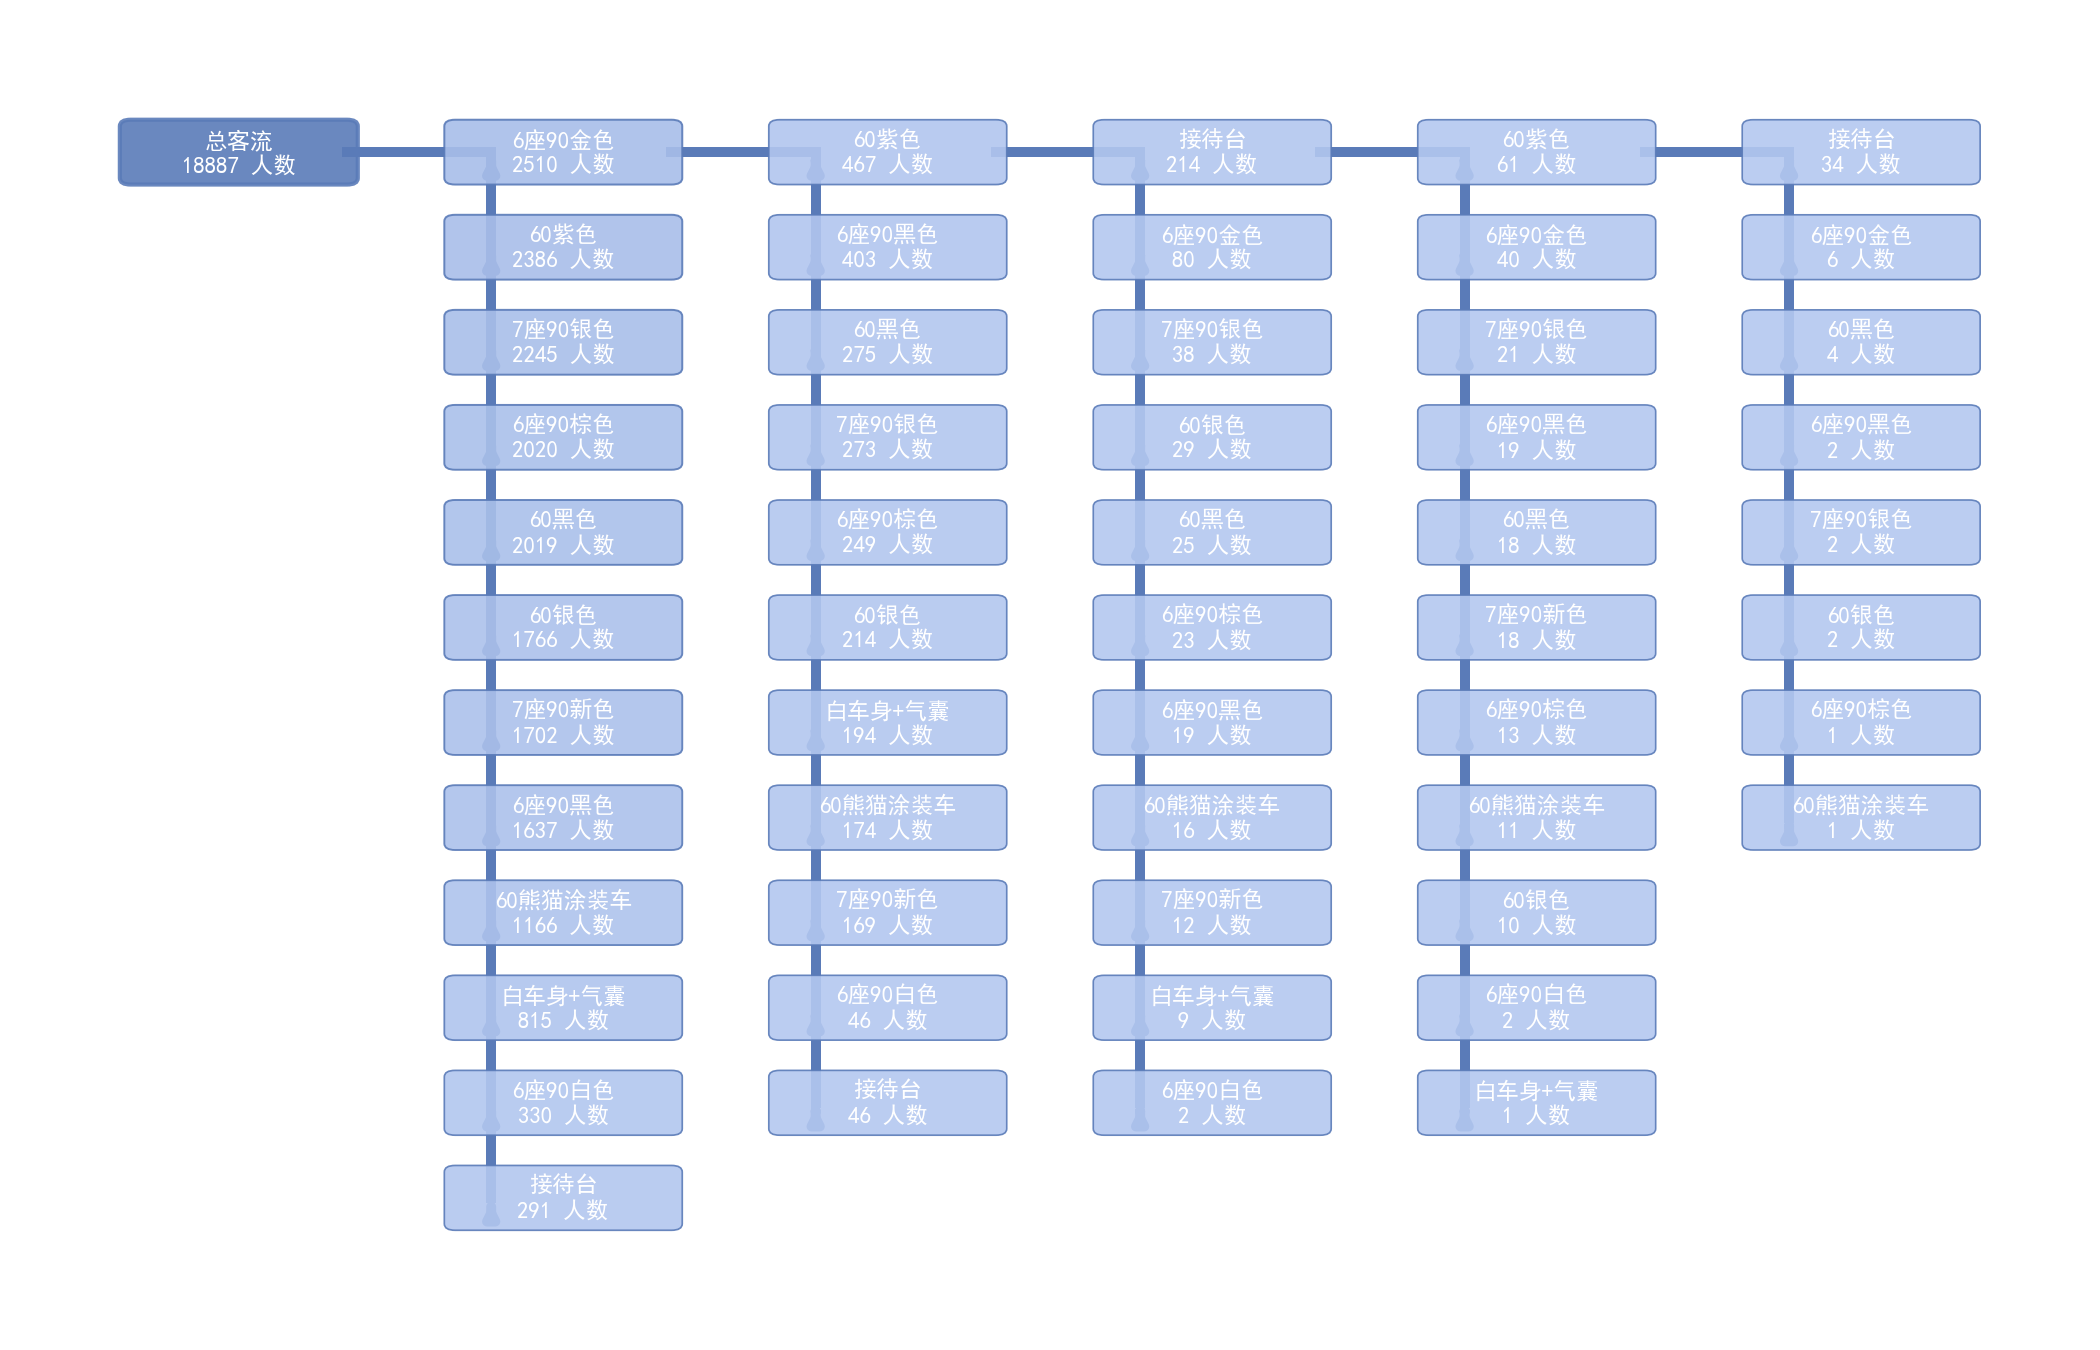 总客流
18887 人数
6座90金色
2510 人数
60紫色
2386 人数
7座90银色
2245 人数
6座90棕色
2020 人数
60黑色
2019 人数
60银色
1766 人数
7座90新色
1702 人数
6座90黑色
1637 人数
60熊猫涂装车
1166 人数
白车身+气囊
815 人数
6座90白色
330 人数
接待台
291 人数
60紫色
467 人数
6座90黑色
403 人数
60黑色
275 人数
7座90银色
273 人数
6座90棕色
249 人数
60银色
214 人数
白车身+气囊
194 人数
60熊猫涂装车
174 人数
7座90新色
169 人数
6座90白色
46 人数
接待台
46 人数
接待台
214 人数
6座90金色
80 人数
7座90银色
38 人数
60银色
29 人数
60黑色
25 人数
6座90棕色
23 人数
6座90黑色
19 人数
60熊猫涂装车
16 人数
7座90新色
12 人数
白车身+气囊
9 人数
6座90白色
2 人数
60紫色
61 人数
6座90金色
40 人数
7座90银色
21 人数
6座90黑色
19 人数
60黑色
18 人数
7座90新色
18 人数
6座90棕色
13 人数
60熊猫涂装车
11 人数
60银色
10 人数
6座90白色
2 人数
白车身+气囊
1 人数
接待台
34 人数
6座90金色
6 人数
60黑色
4 人数
6座90黑色
2 人数
7座90银色
2 人数
60银色
2 人数
6座90棕色
1 人数
60熊猫涂装车
1 人数